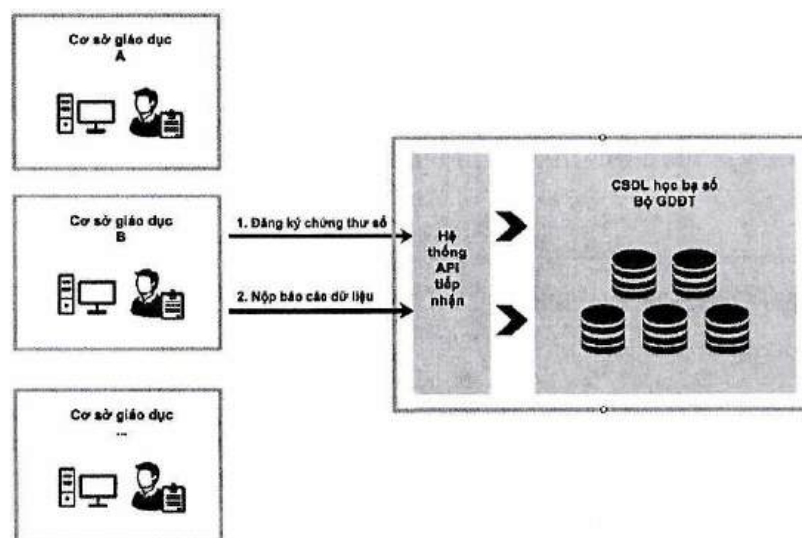 Cơ sở giáo dục
A
Cơ sở giáo dục
B
1. Đăng ký chứng thư số
2. Nộp báo cáo dữ liệu
Cơ sở giáo dục
...
Hệ
thống
API
tiếp
nhận
CSDL học bạ số
Bộ GDĐT